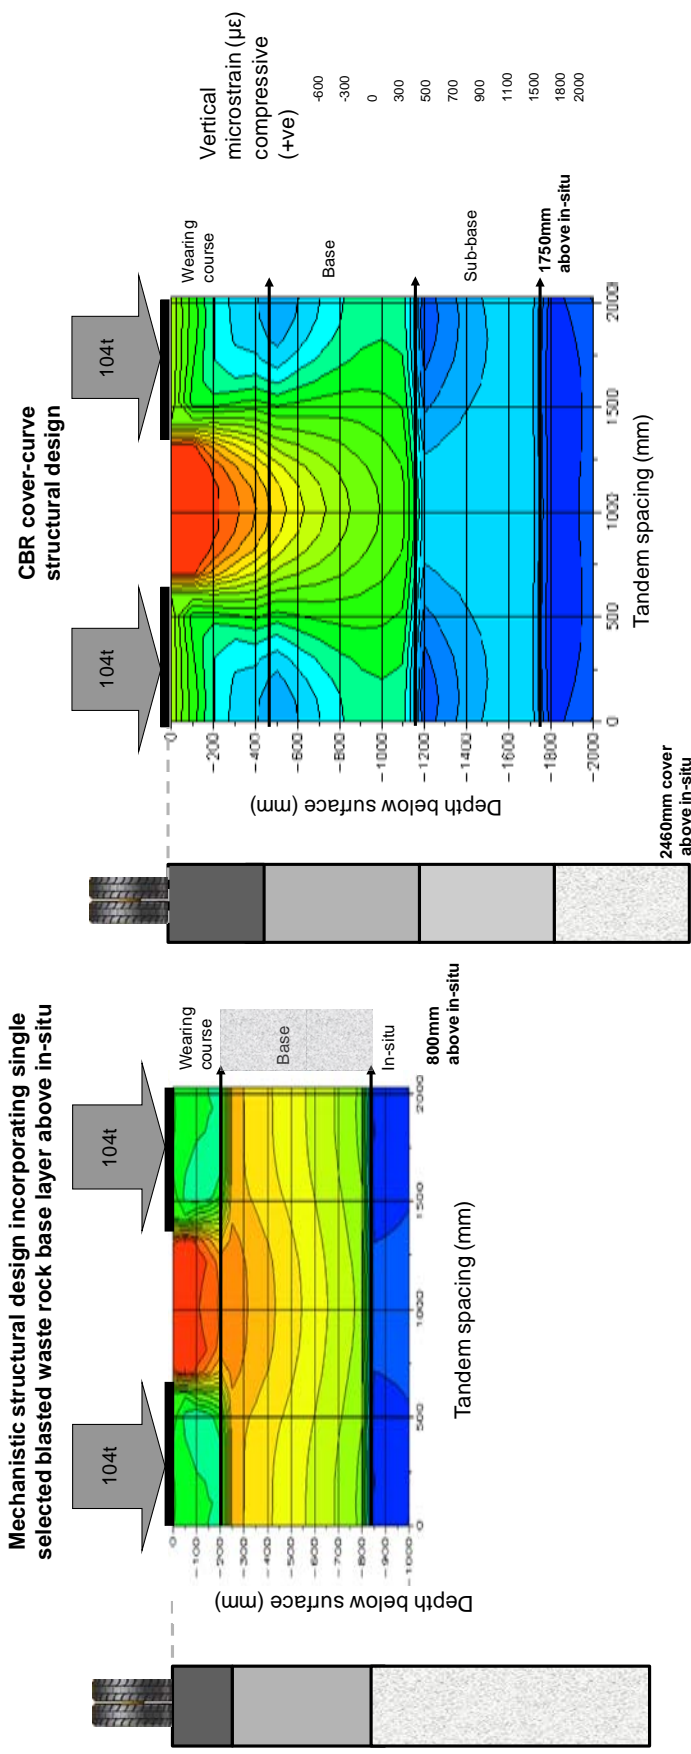 Mechanistic structural design incorporating single
selected blasted waste rock base layer above in-situ
104t
104t
0
-100
-200
-300
-400
-500
-600
-700
-800
-900
-1000
Depth below surface (mm)
0
500
1000
1500
2000
Tandem spacing (mm)
Wearing
course
Base
In-situ
800mm
above in-situ
CBR cover-curve
structural design
104t
104t
0
-200
-400
-600
-800
-1000
-1200
-1400
-1600
-1800
-2000
Depth below surface (mm)
0
500
1000
1500
2000
Tandem spacing (mm)
Wearing
course
Base
Sub-base
1750mm
above in-situ
2460mm cover
above in-situ
Vertical
microstrain (με)
compressive
(+ve)
-600
-300
0
300
500
700
900
1100
1500
1800
2000